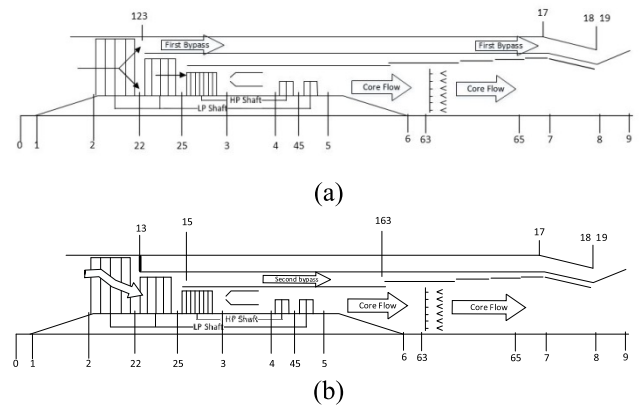 123
17
18 19
First Bypass
First Bypass
Core Flow
Core Flow
HP Shaft
LP Shaft
0 1 2 22 25 3 4 45 5 6 63 65 7 8 9
(a)
13
15
163
17
18 19
Second bypass
Core Flow
Core Flow
HP Shaft
LP Shaft
0 1 2 22 25 3 4 45 5 6 63 65 7 8 9
(b)